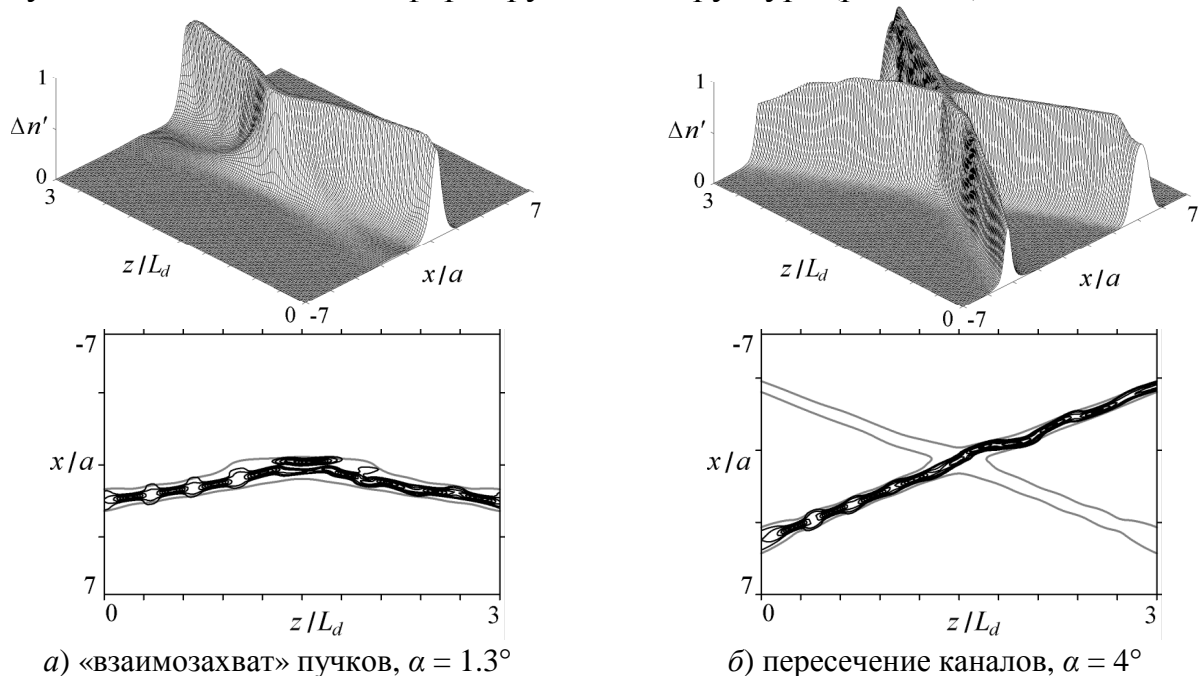 1
Δn′
0
3
z/L_d
0
-7
x/a
7
1
Δn′
0
3
z/L_d
0
-7
x/a
7
-7
x/a
7
0
z/L_d
3
-7
x/a
7
0
z/L_d
3
а) «взаимозахват» пучков, α = 1.3°
б) пересечение каналов, α = 4°